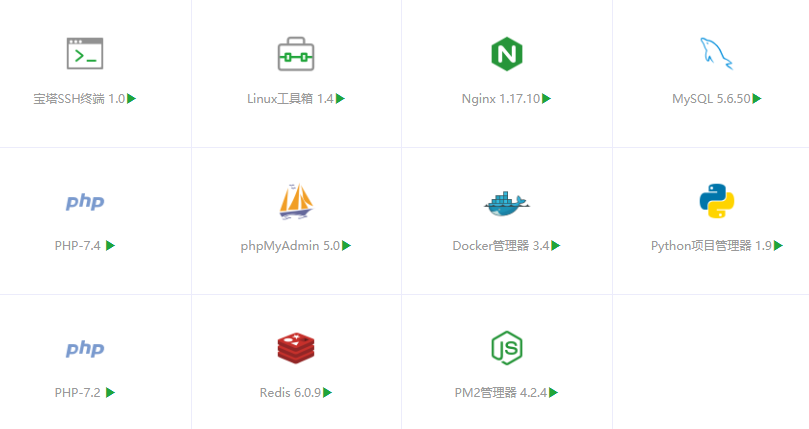 宝塔SSH终端 1.0
Linux工具箱 1.4
Nginx 1.17.10
MySQL 5.6.50
php
PHP-7.4
phpMyAdmin 5.0
Docker管理器 3.4
Python项目管理器 1.9
php
PHP-7.2
Redis 6.0.9
JS
PM2管理器 4.2.4